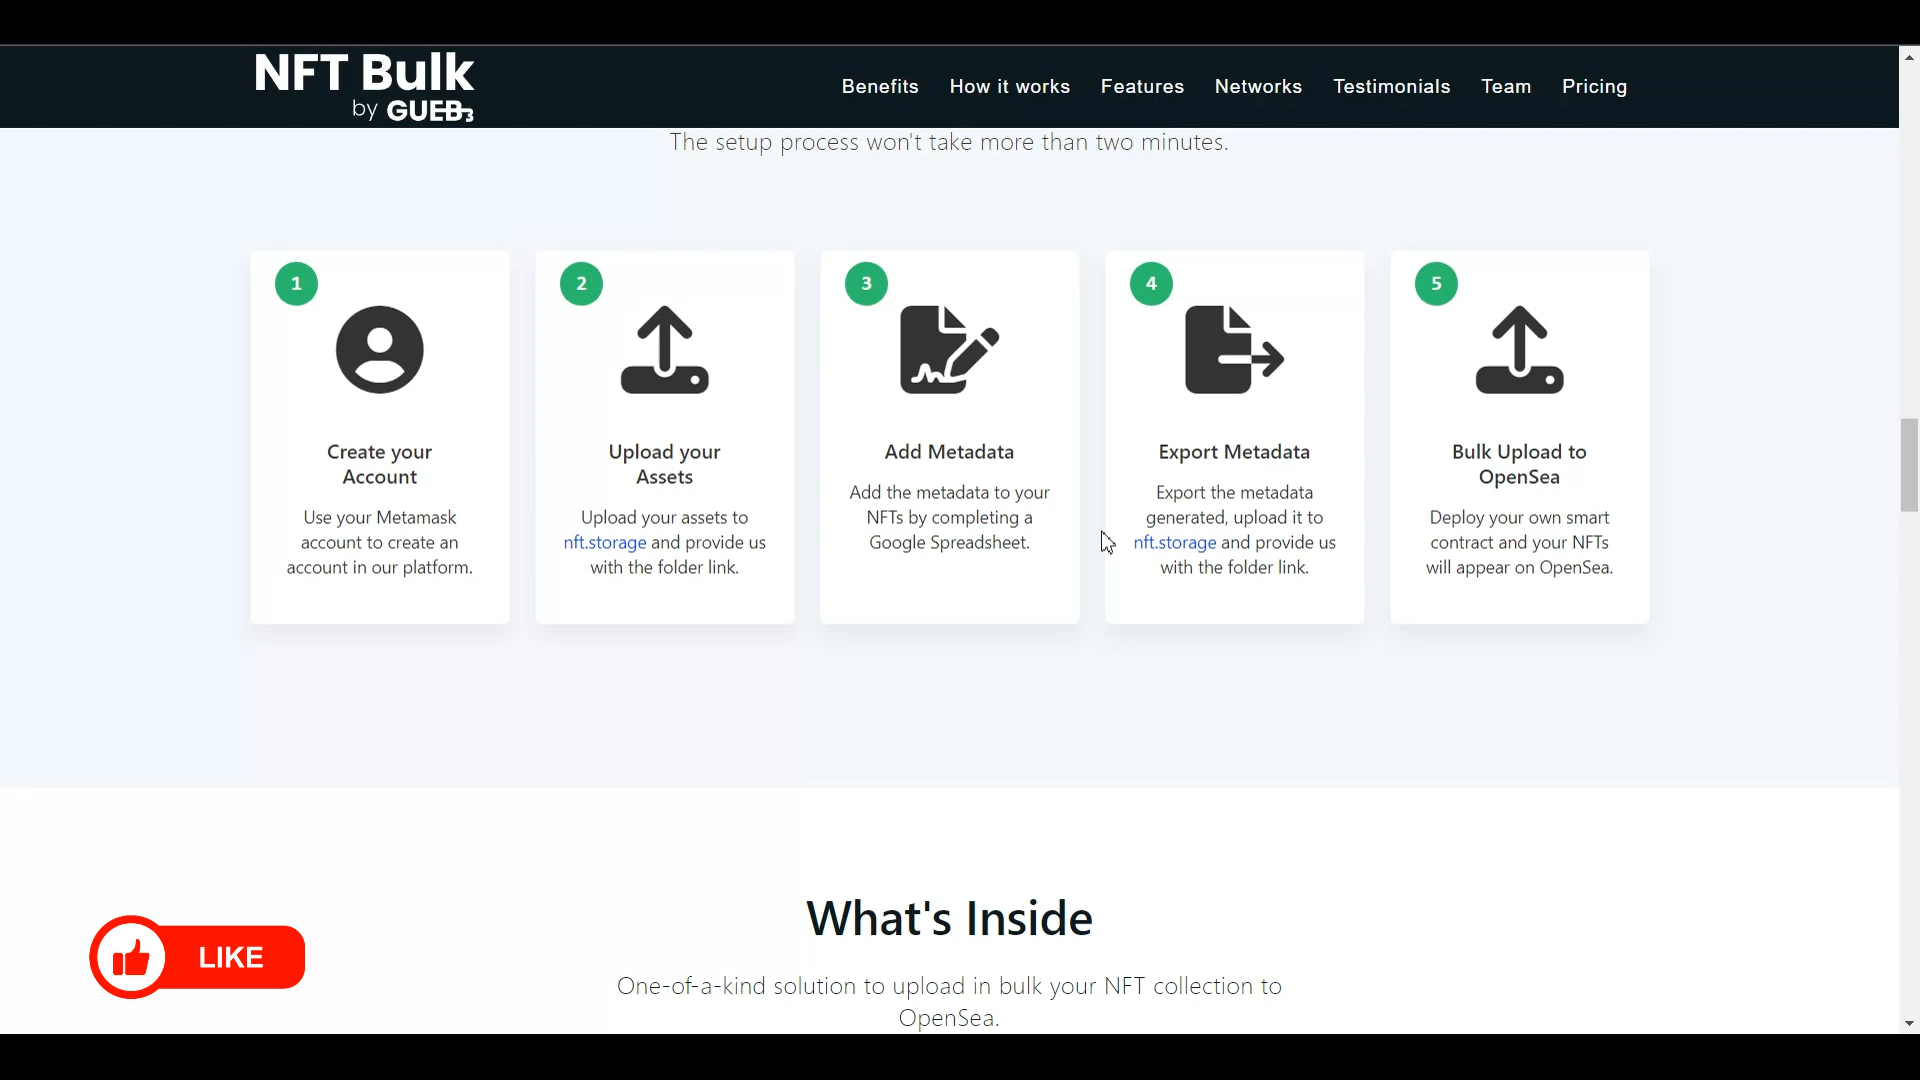 NFT Bulk
by GUEB3
Benefits How it works Features Networks Testimonials Team Pricing
The setup process won't take more than two minutes.
1
Create your
Account
Use your Metamask
account to create an
account in our platform.
2
Upload your
Assets
Upload your assets to
nft.storage and provide us
with the folder link.
3
Add Metadata
Add the metadata to your
NFTs by completing a
Google Spreadsheet.
4
Export Metadata
Export the metadata
generated, upload it to
nft.storage and provide us
with the folder link.
5
Bulk Upload to
OpenSea
Deploy your own smart
contract and your NFTs
will appear on OpenSea.
What's Inside
One-of-a-kind solution to upload in bulk your NFT collection to
OpenSea.
LIKE